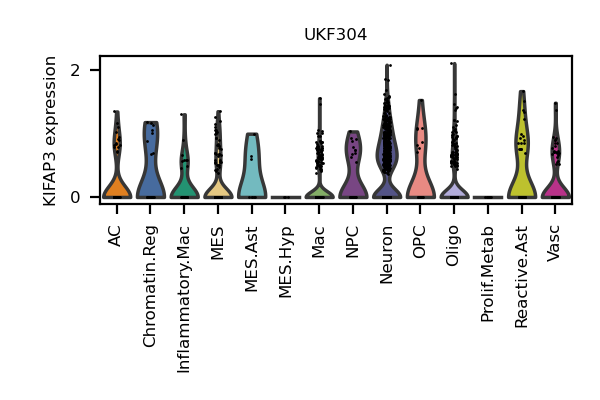 UKF304
KIFAP3 expression
2
0
AC
Chromatin.Reg
Inflammatory.Mac
MES
MES.Ast
MES.Hyp
Mac
NPC
Neuron
OPC
Oligo
Prolif.Metab
Reactive.Ast
Vasc